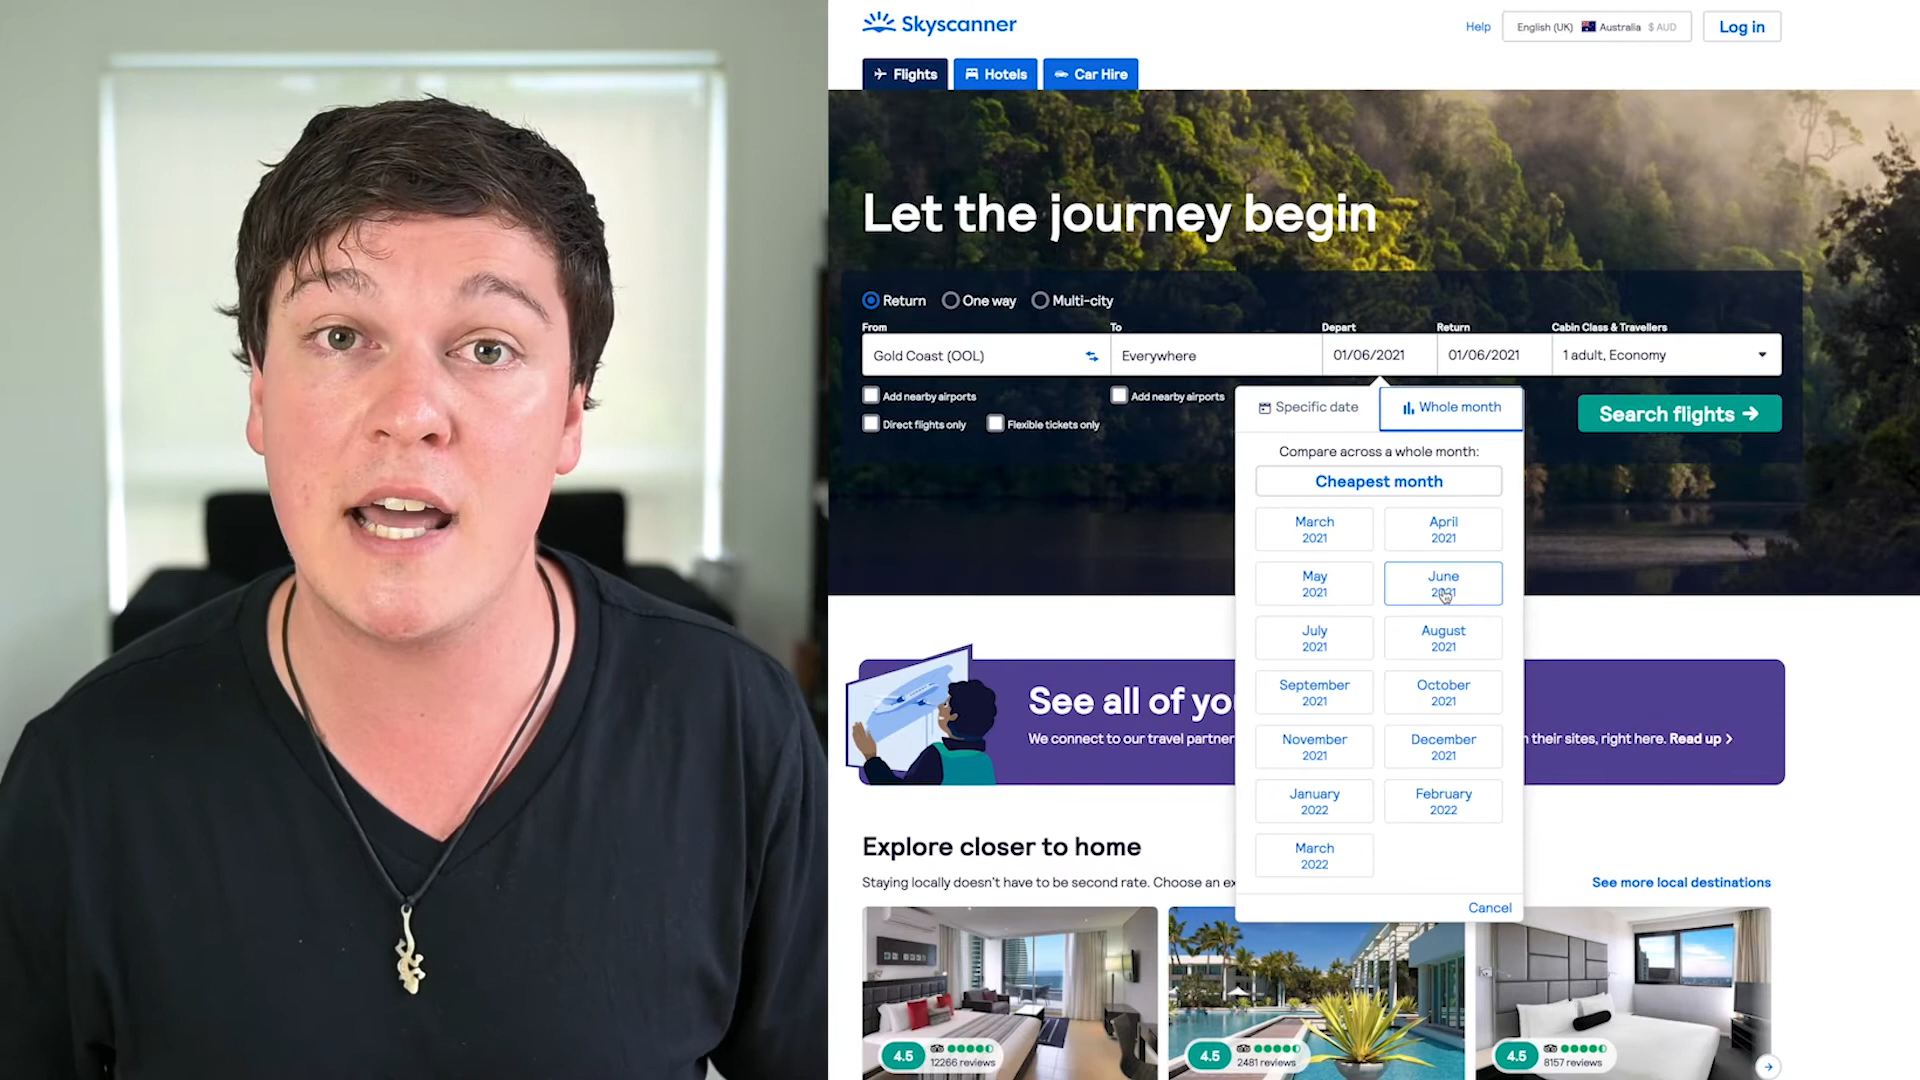 Skyscanner
Help
English (UK) Australia $ AUD
Log in
Flights
Hotels
Car Hire
Let the journey begin
Return
One way
Multi-city
From
To
Depart
Return
Cabin Class & Travellers
Gold Coast (OOL)
Everywhere
01/06/2021
01/06/2021
1 adult, Economy
Add nearby airports
Add nearby airports
Direct flights only
Flexible tickets only
Specific date
Whole month
Search flights
Compare across a whole month:
Cheapest month
March
2021
April
2021
May
2021
June
2021
July
2021
August
2021
September
2021
October
2021
November
2021
December
2021
January
2022
February
2022
March
2022
Cancel
See all of yo
We connect to our travel partner
their sites, right here. Read up >
Explore closer to home
Staying locally doesn't have to be second rate. Choose an ex
See more local destinations
4.5
12266 reviews
4.5
2481 reviews
4.5
8157 reviews